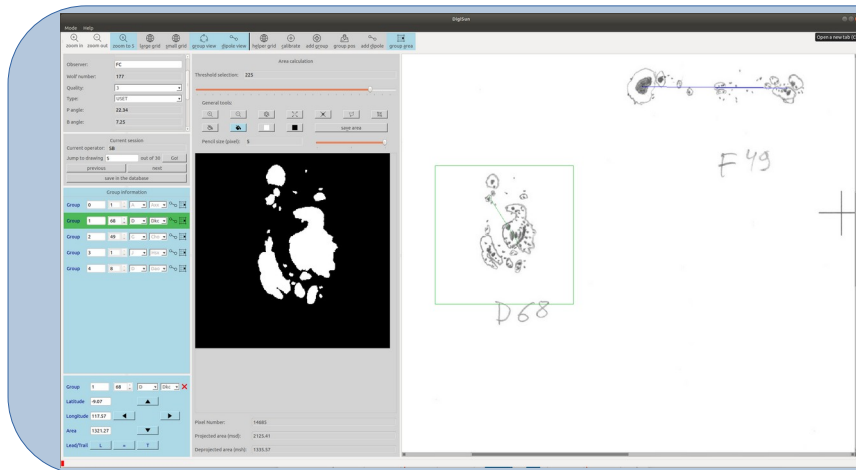 DigiSun
Open a new tab (C
Mode Help
zoom in zoom out zoom to 5 large grid small grid group view dipole view helper grid calibrate add group group pos add dipole group area
Observer: FC
Wolf number: 177
Quality: 3
Type: USET
P angle: 22.34
B angle: 7.25
Current session
Current operator: SB
Jump to drawing 5 out of 30 Go!
previous next
save in the database
Group information
Group 0 1
Group 1 68 D Dkc
Group 2 49
Group 3 1
Group 4 8
Group 1 68 D Dkc
Latitude -9.07
Longitude 117.57
Area 1321.27
Lead/Trail L = T
Area calculation
Threshold selection: 225
General tools:
save area
Pencil size (pixel): 5
Pixel Number: 14685
Projected area (msd): 2123.41
Deprojected area (msh): 1333.57
F 49
D 68